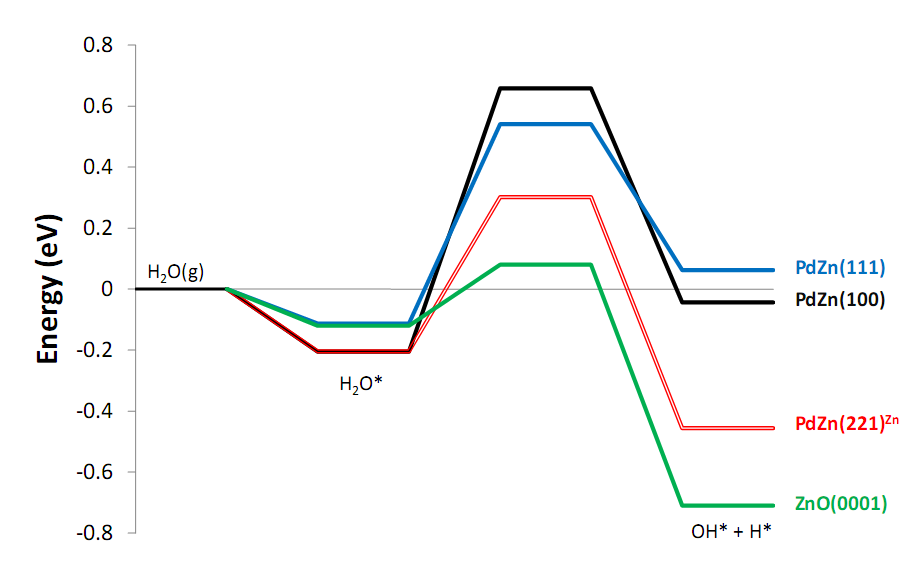 0.8
0.6
0.4
0.2
0
-0.2
-0.4
-0.6
-0.8
Energy (eV)
H₂O(g)
H₂O*
PdZn(111)
PdZn(100)
PdZn(221)ᶻⁿ
ZnO(0001)
OH* + H*